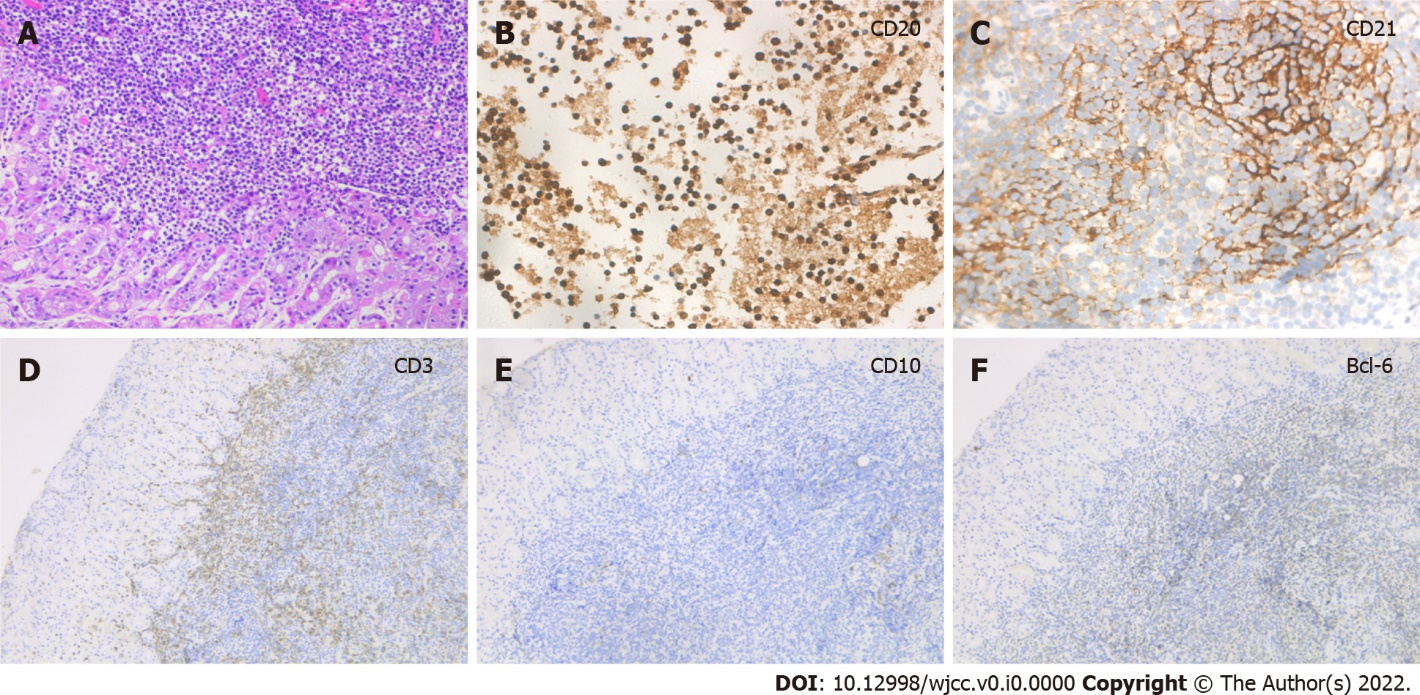 A
B
CD20
C
CD21
D
CD3
E
CD10
F
Bcl-6
DOI: 10.12998/wjcc.v0.i0.0000 Copyright © The Author(s) 2022.